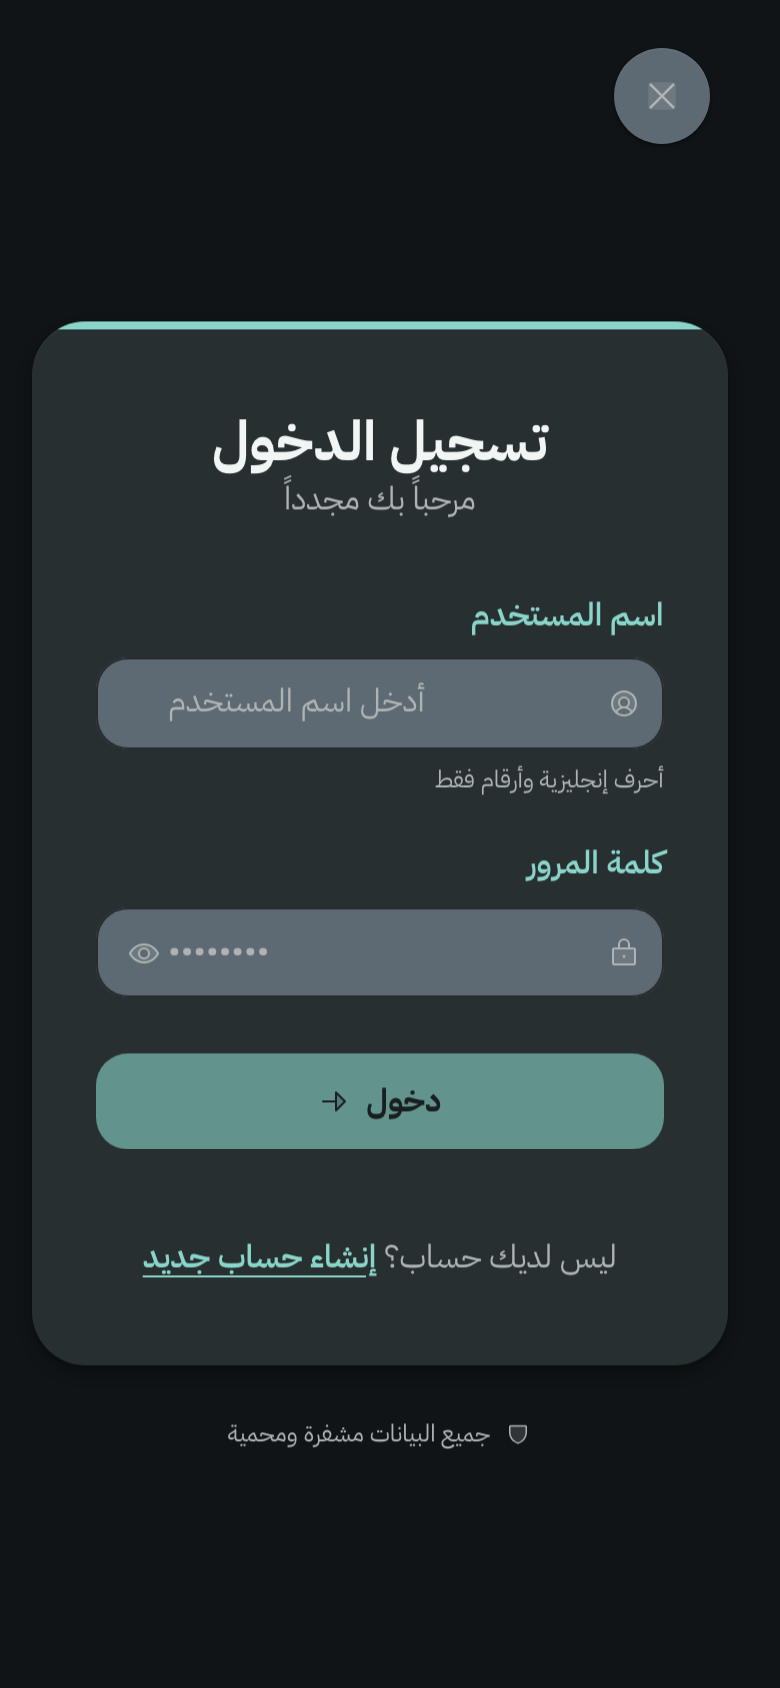 تسجيل الدخول
مرحباً بك مجدداً
اسم المستخدم
أدخل اسم المستخدم
أحرف إنجليزية وأرقام فقط
كلمة المرور
••••••••
دخول
ليس لديك حساب؟ إنشاء حساب جديد
جميع البيانات مشفرة ومحمية